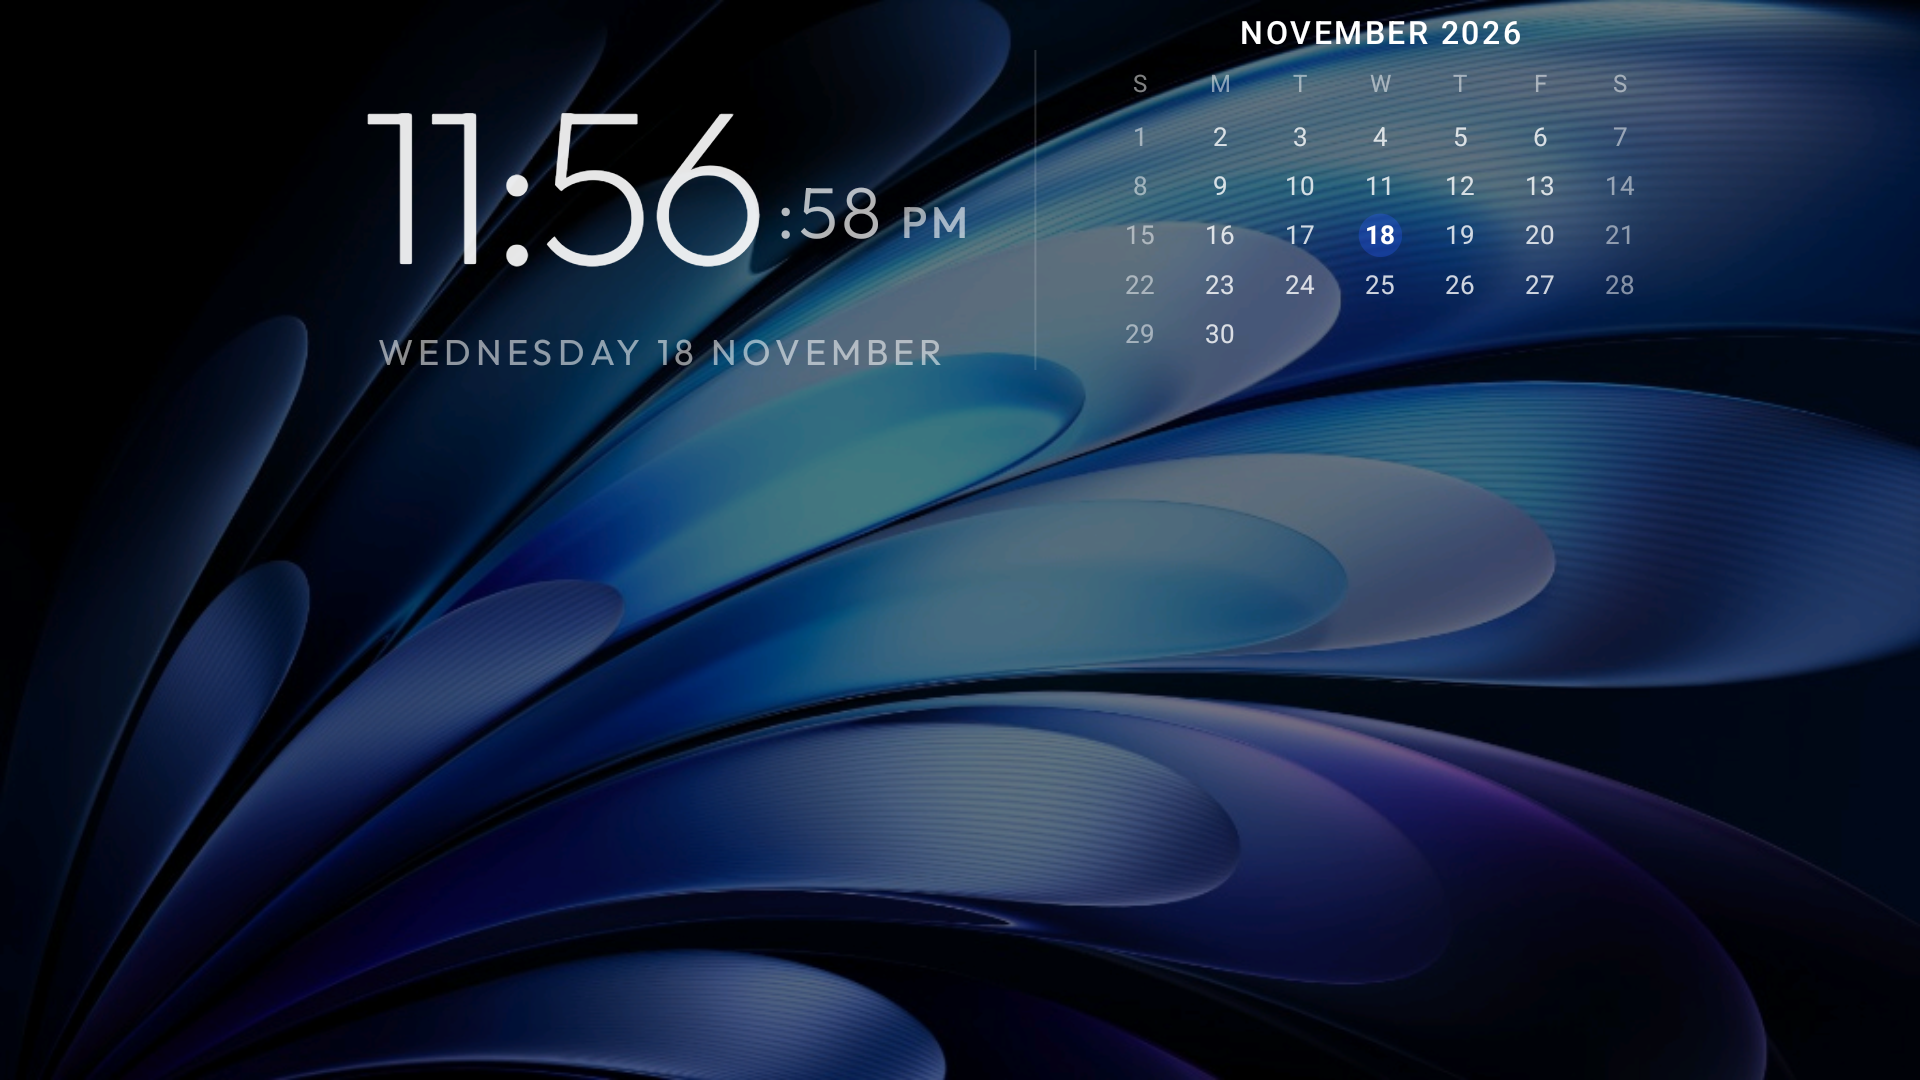 11:56:58 PM
WEDNESDAY 18 NOVEMBER
NOVEMBER 2026
S M T W T F S
1 2 3 4 5 6 7
8 9 10 11 12 13 14
15 16 17 18 19 20 21
22 23 24 25 26 27 28
29 30